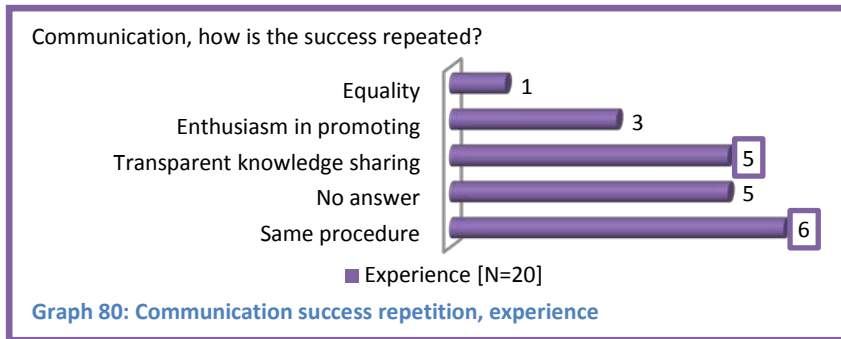 Communication, how is the success repeated?
Equality 1
Enthusiasm in promoting 3
Transparent knowledge sharing 5
No answer 5
Same procedure 6
Experience [N=20]
Graph 80: Communication success repetition, experience